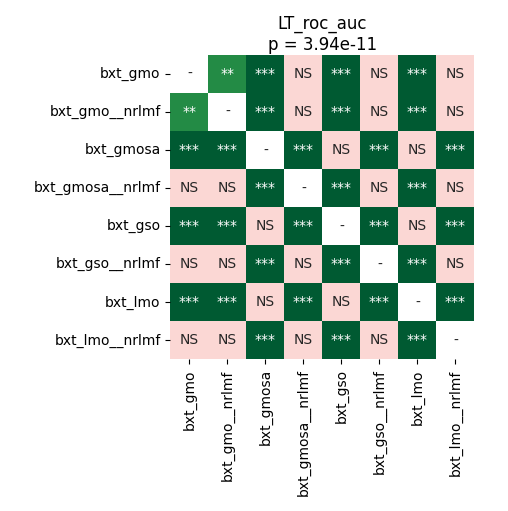 LT_roc_auc
p = 3.94e-11
bxt_gmo - ** *** NS *** NS *** NS
bxt_gmo__nrlmf ** - *** NS *** NS *** NS
bxt_gmosa *** *** - *** NS *** NS ***
bxt_gmosa__nrlmf NS NS *** - *** NS *** NS
bxt_gso *** *** NS *** - *** NS ***
bxt_gso__nrlmf NS NS *** NS *** - *** NS
bxt_lmo *** *** NS *** NS *** - ***
bxt_lmo__nrlmf NS NS *** NS *** NS *** -
bxt_gmo
bxt_gmo__nrlmf
bxt_gmosa
bxt_gmosa__nrlmf
bxt_gso
bxt_gso__nrlmf
bxt_lmo
bxt_lmo__nrlmf